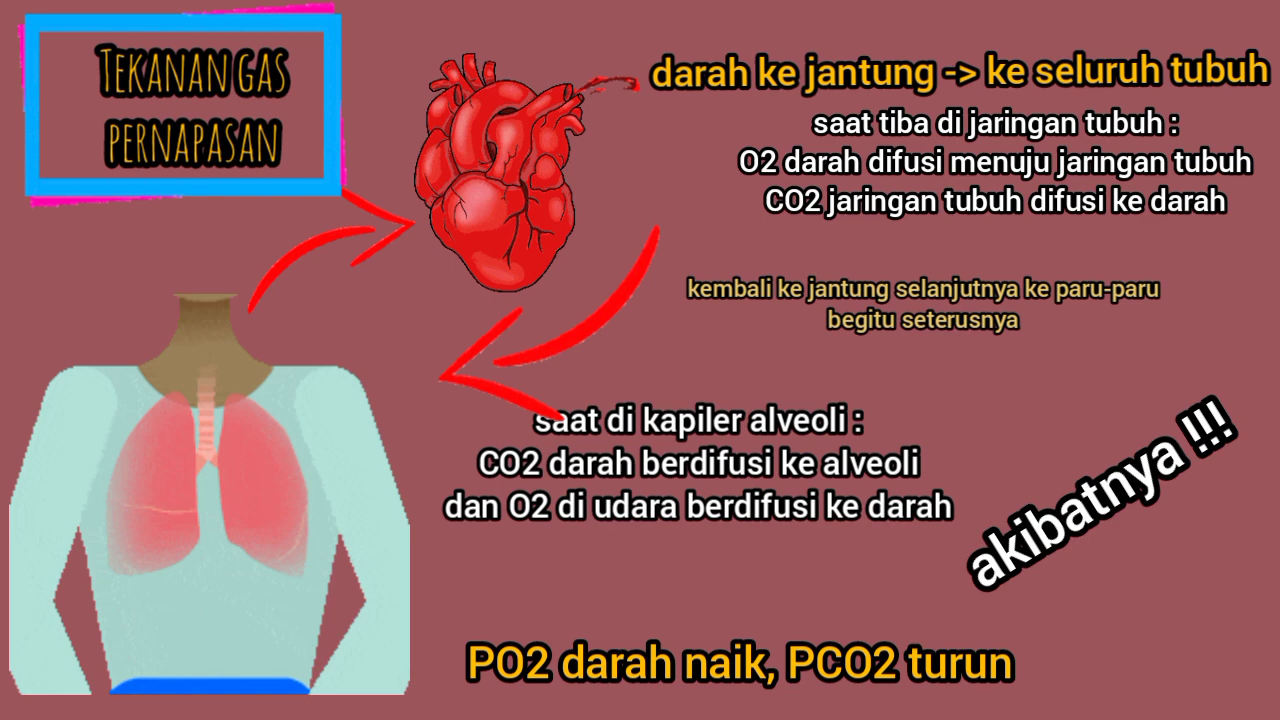 TEKANAN GAS
PERNAPASAN
darah ke jantung -> ke seluruh tubuh
saat tiba di jaringan tubuh :
O2 darah difusi menuju jaringan tubuh
CO2 jaringan tubuh difusi ke darah
kembali ke jantung selanjutnya ke paru-paru
begitu seterusnya
saat di kapiler alveoli :
CO2 darah berdifusi ke alveoli
dan O2 di udara berdifusi ke darah
akibatnya !!!
PO2 darah naik, PCO2 turun